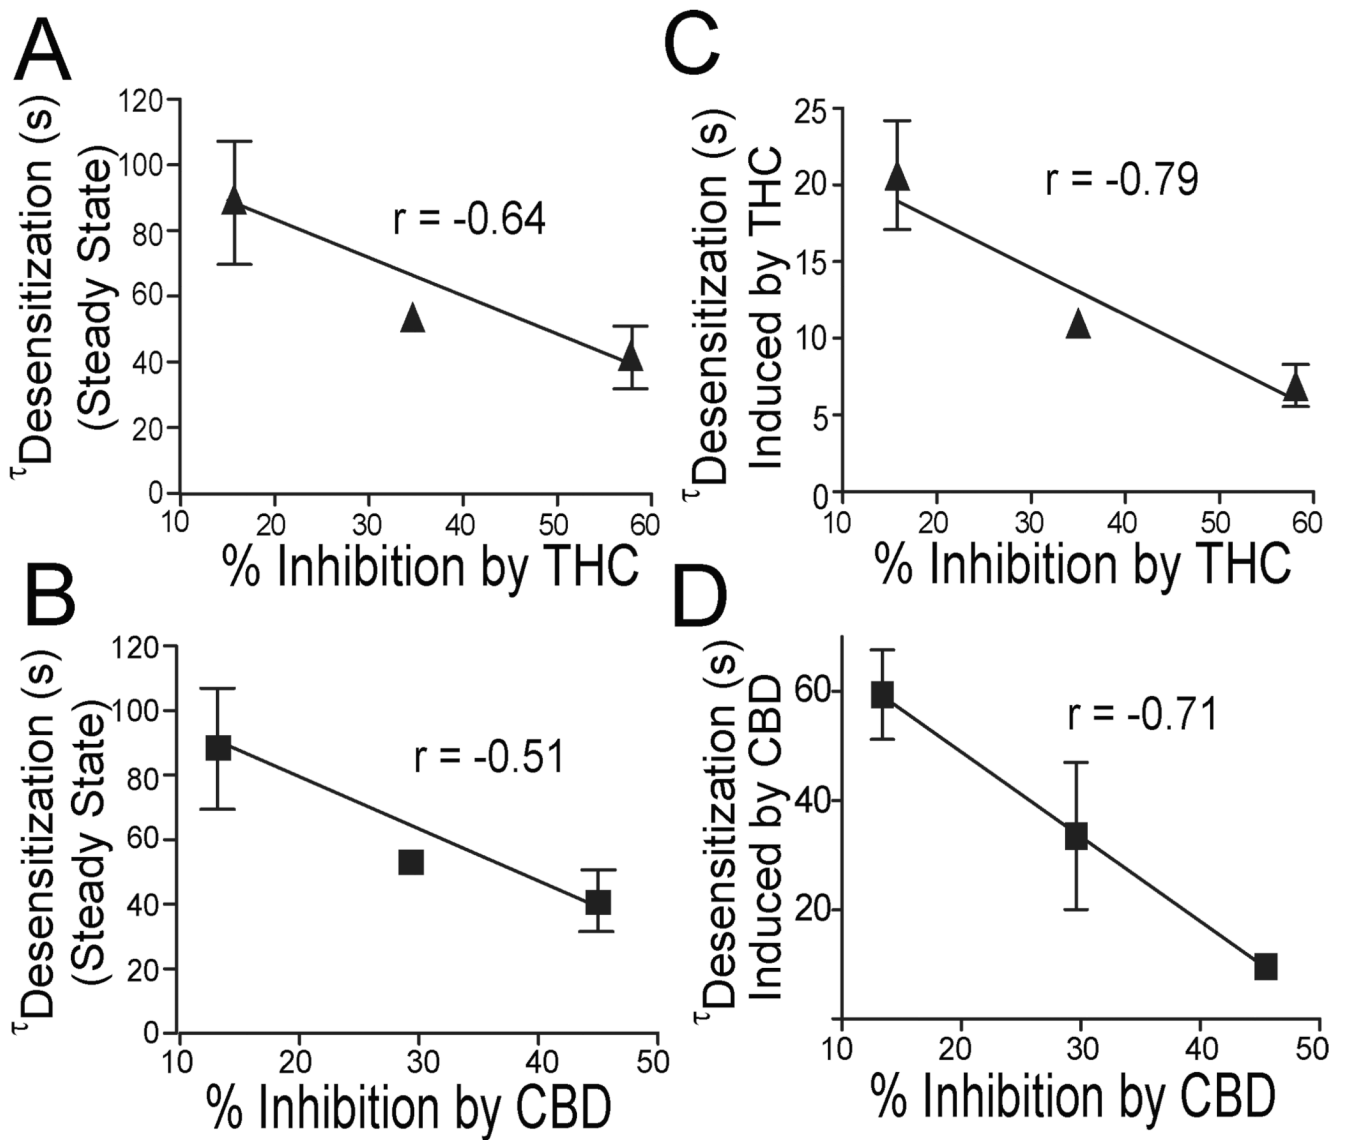 A
τDesensitization (s)
(Steady State)
120
100
80
60
40
20
0
r = -0.64
10 20 30 40 50 60
% Inhibition by THC
C
τDesensitization (s)
Induced by THC
25
20
15
10
5
0
r = -0.79
10 20 30 40 50 60
% Inhibition by THC
B
τDesensitization (s)
(Steady State)
120
100
80
60
40
20
0
r = -0.51
10 20 30 40 50
% Inhibition by CBD
D
τDesensitization (s)
Induced by CBD
60
40
20
r = -0.71
10 20 30 40 50
% Inhibition by CBD